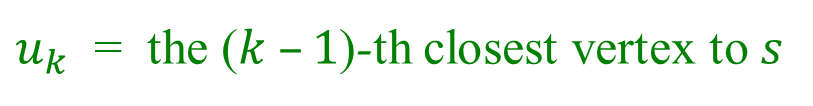 u_k = the (k – 1)-th closest vertex to s